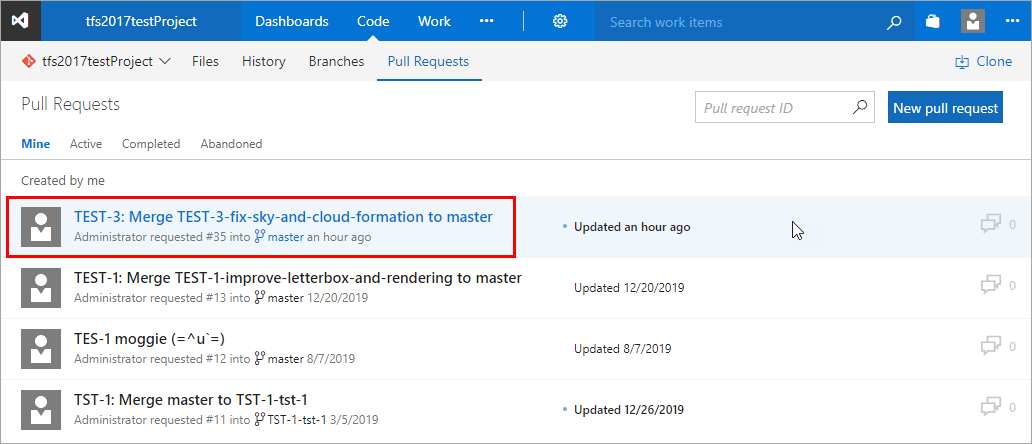 tfs2017testProject Dashboards Code Work ••• Search work items •••
tfs2017testProject Files History Branches Pull Requests Clone
Pull Requests Pull request ID New pull request
Mine Active Completed Abandoned
Created by me
TEST-3: Merge TEST-3-fix-sky-and-cloud-formation to master
Administrator requested #35 into master an hour ago
• Updated an hour ago 0
TEST-1: Merge TEST-1-improve-letterbox-and-rendering to master
Administrator requested #13 into master 12/20/2019
Updated 12/20/2019 0
TES-1 moggie (=^u`=)
Administrator requested #12 into master 8/7/2019
Updated 8/7/2019 0
TST-1: Merge master to TST-1-tst-1
Administrator requested #11 into TST-1-tst-1 3/5/2019
• Updated 12/26/2019 0